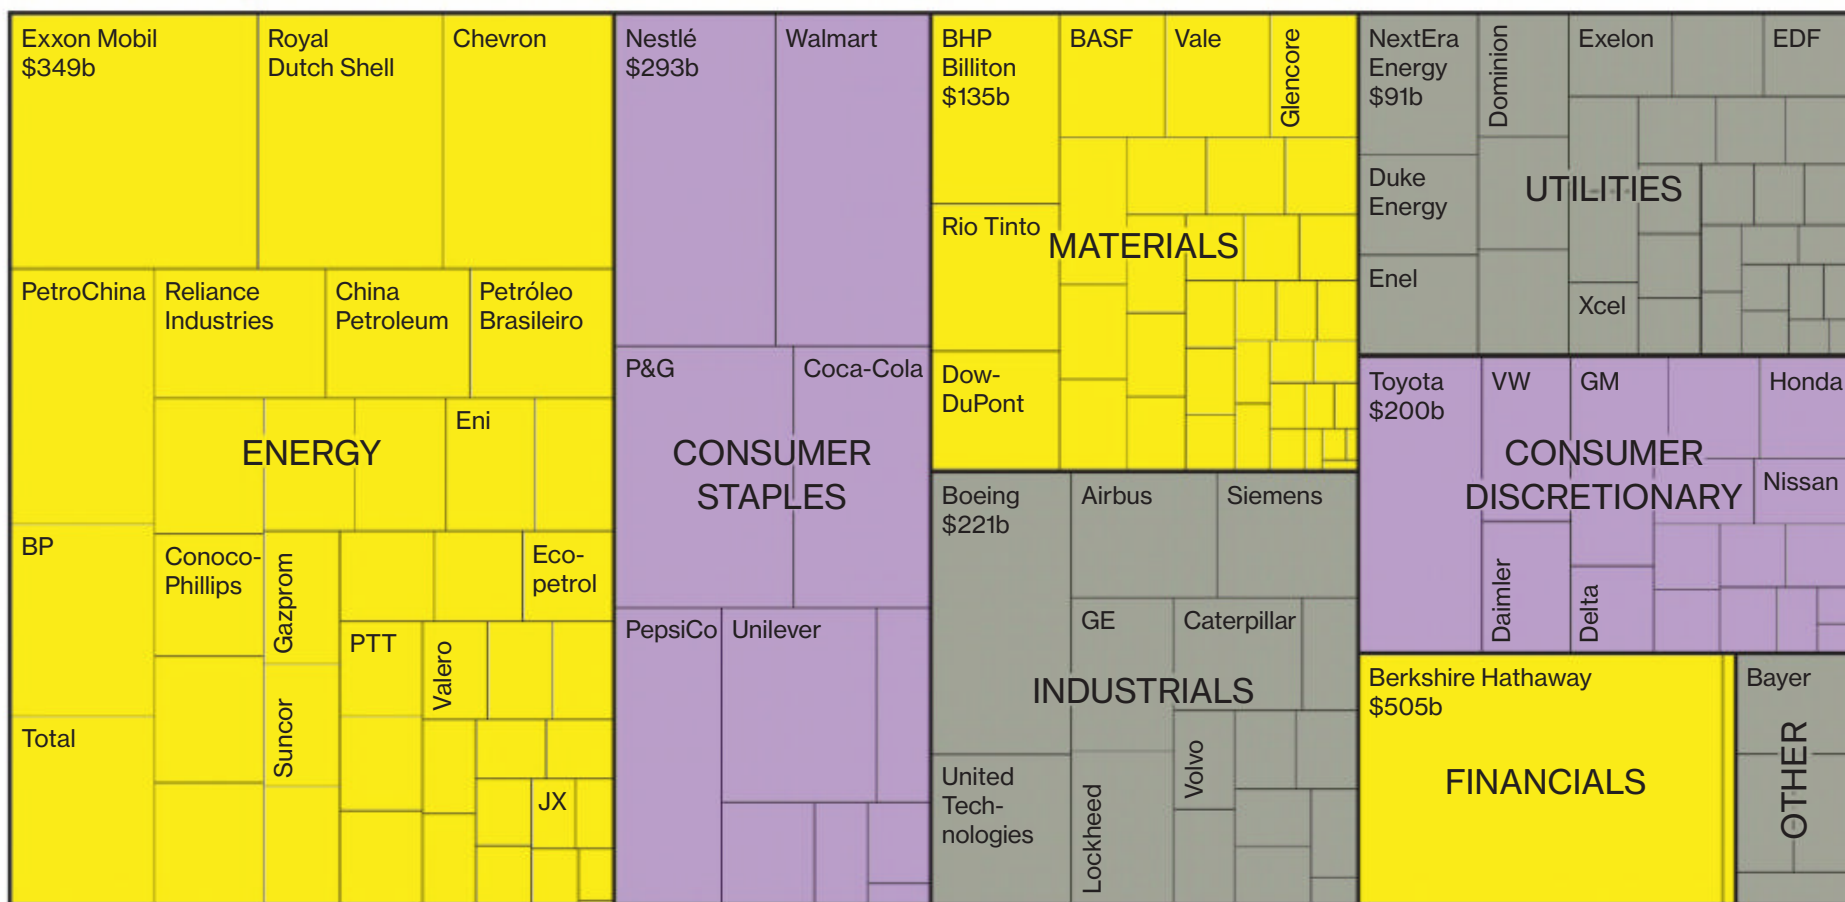 Exxon Mobil
$349b
Royal
Dutch Shell
Chevron
PetroChina
Reliance
Industries
China
Petroleum
Petróleo
Brasileiro
ENERGY
Eni
BP
Conoco-
Phillips
Gazprom
Eco-
petrol
PTT
Valero
Total
Suncor
JX
Nestlé
$293b
Walmart
P&G
Coca-Cola
CONSUMER
STAPLES
PepsiCo
Unilever
BHP
Billiton
$135b
BASF
Vale
Glencore
Rio Tinto
MATERIALS
Dow-
DuPont
Boeing
$221b
Airbus
Siemens
GE
Caterpillar
INDUSTRIALS
United
Tech-
nologies
Lockheed
Volvo
NextEra
Energy
$91b
Dominion
Exelon
EDF
Duke
Energy
UTILITIES
Enel
Xcel
Toyota
$200b
VW
GM
Honda
CONSUMER
DISCRETIONARY
Nissan
Daimler
Delta
Berkshire Hathaway
$505b
FINANCIALS
Bayer
OTHER